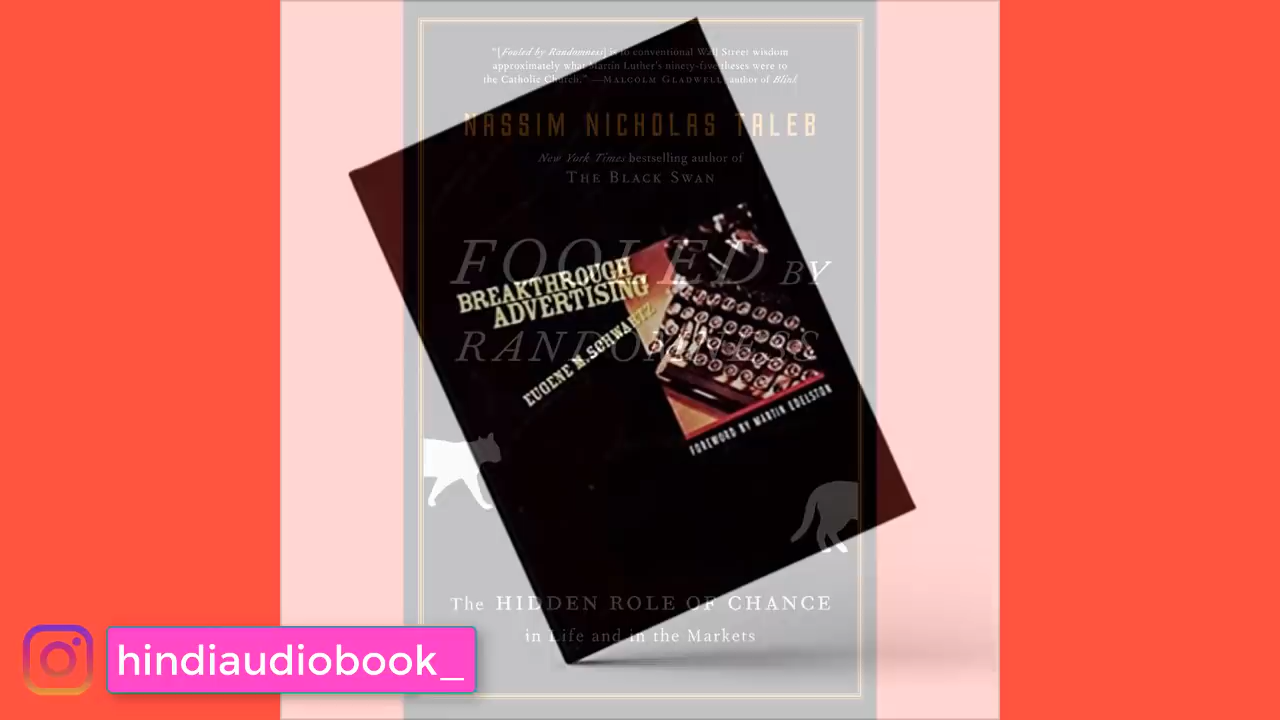 "[Fooled by Randomness] is to conventional Wall Street wisdom
approximately what Martin Luther's ninety-five theses were to
the Catholic Church." —MALCOLM GLADWELL, author of Blink
NASSIM NICHOLAS TALEB
New York Times bestselling author of
THE BLACK SWAN
FOOLED BY
RANDOMNESS
BREAKTHROUGH
ADVERTISING
EUGENE M. SCHWARTZ
FOREWORD BY MARTIN EDELSTON
The HIDDEN ROLE OF CHANCE
in Life and in the Markets
hindiaudiobook_